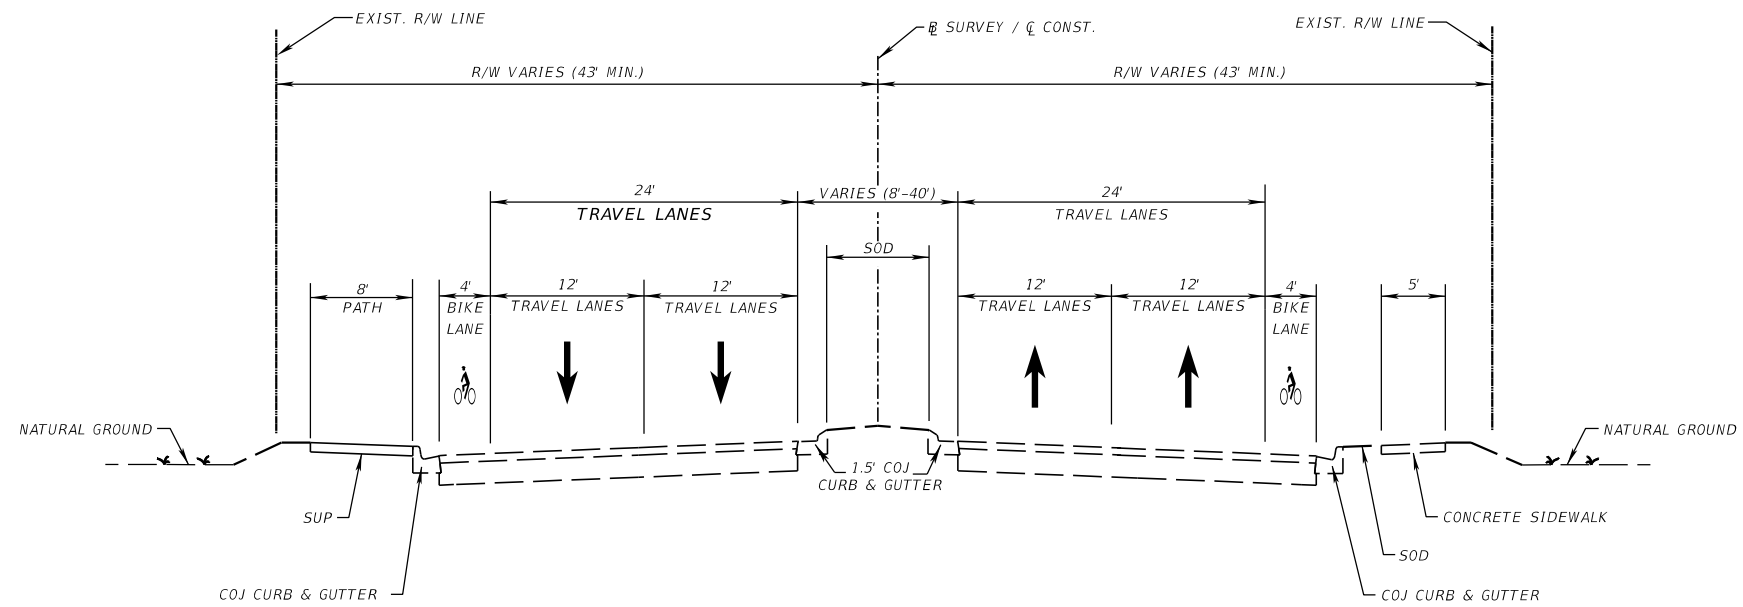 EXIST. R/W LINE
℄ SURVEY / ℄ CONST.
EXIST. R/W LINE
R/W VARIES (43' MIN.)
R/W VARIES (43' MIN.)
24'
TRAVEL LANES
VARIES (8'-40')
24'
TRAVEL LANES
SOD
8'
PATH
4'
BIKE
LANE
12'
TRAVEL LANES
12'
TRAVEL LANES
12'
TRAVEL LANES
12'
TRAVEL LANES
4'
BIKE
LANE
5'
NATURAL GROUND
NATURAL GROUND
1.5' COJ
CURB & GUTTER
SUP
CONCRETE SIDEWALK
SOD
COJ CURB & GUTTER
COJ CURB & GUTTER